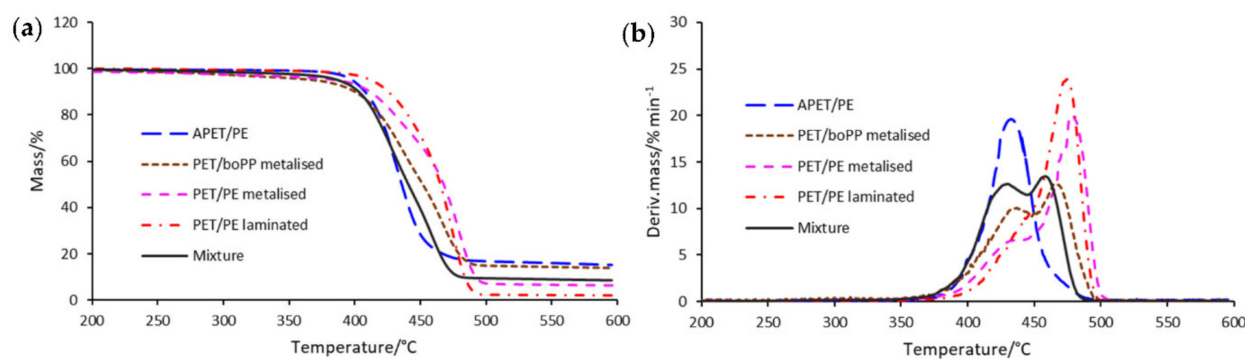 (a)
120
100
80
60
40
20
0
Mass/%
APET/PE
PET/boPP metalised
PET/PE metalised
PET/PE laminated
Mixture
200 250 300 350 400 450 500 550 600
Temperature/°C
(b)
30
25
20
15
10
5
0
Deriv.mass/% min⁻¹
APET/PE
PET/boPP metalised
PET/PE metalised
PET/PE laminated
Mixture
200 250 300 350 400 450 500 550 600
Temperature/°C